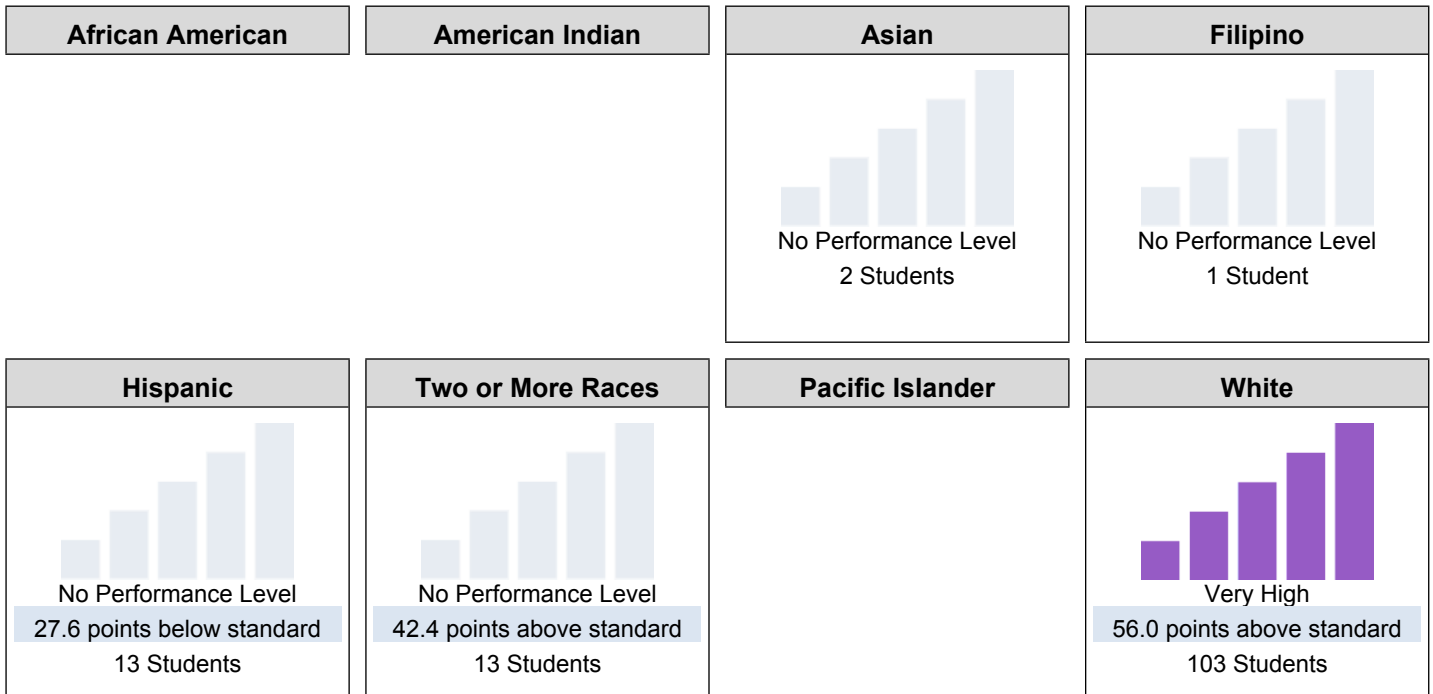 African American
American Indian
Asian
Filipino
No Performance Level
2 Students
No Performance Level
1 Student
Hispanic
Two or More Races
Pacific Islander
White
No Performance Level
27.6 points below standard
13 Students
No Performance Level
42.4 points above standard
13 Students
Very High
56.0 points above standard
103 Students